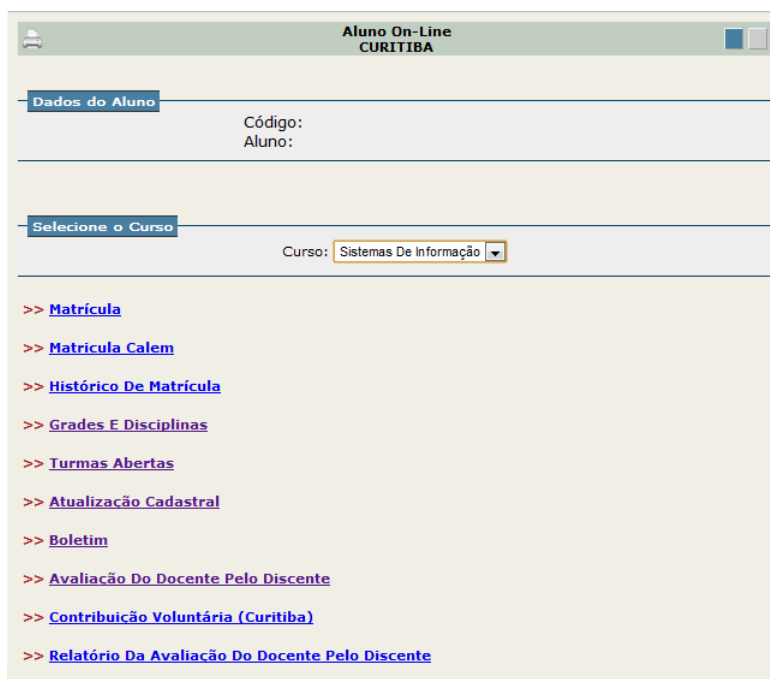 Aluno On-Line
CURITIBA
Dados do Aluno
Código:
Aluno:
Selecione o Curso
Curso: Sistemas De Informação
>> Matrícula
>> Matricula Calem
>> Histórico De Matrícula
>> Grades E Disciplinas
>> Turmas Abertas
>> Atualização Cadastral
>> Boletim
>> Avaliação Do Docente Pelo Discente
>> Contribuição Voluntária (Curitiba)
>> Relatório Da Avaliação Do Docente Pelo Discente